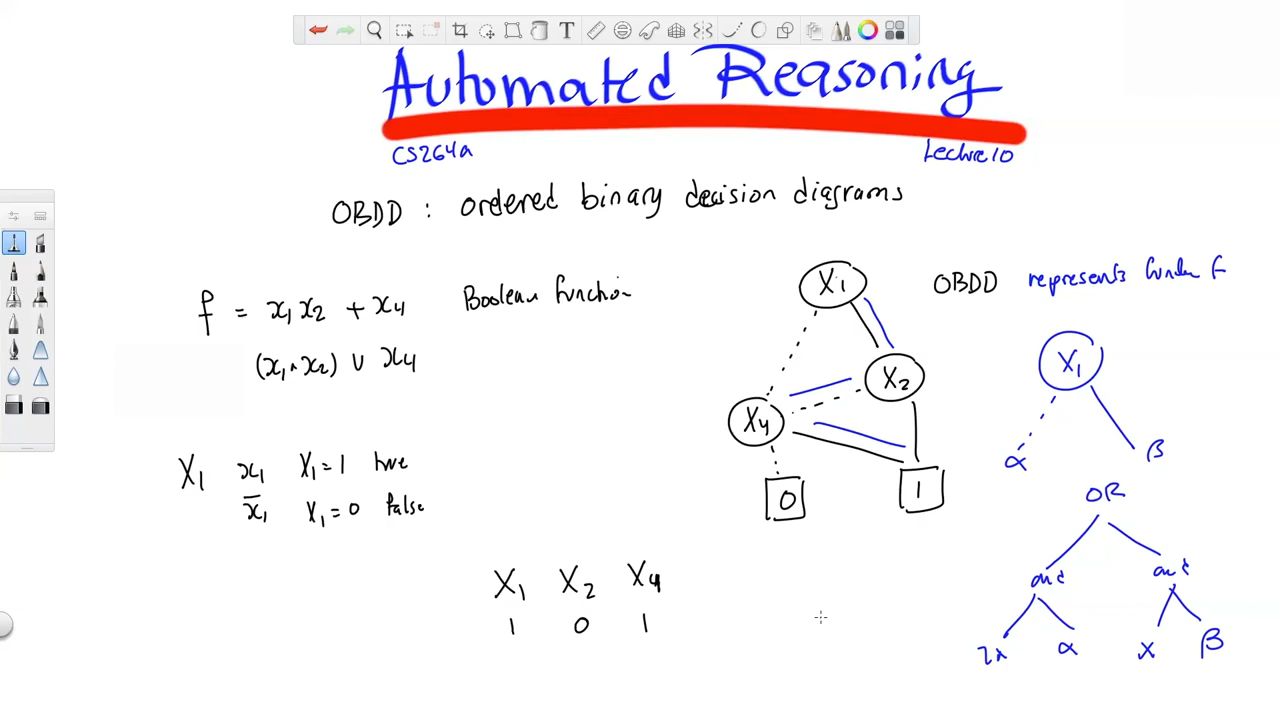 Automated Reasoning
CS264a
Lecture 10
OBDD : ordered binary decision diagrams
f = x₁x₂ + x₄ Boolean function
(x₁ ∧ x₂) ∨ x₄
X₁ x₁ X₁=1 true
x̄₁ X₁=0 false
X₁ X₂ X₄
1 0 1
X₁
X₂
X₄
0 1
OBDD represents function f
X₁
α β
OR
and and
¬x α x β